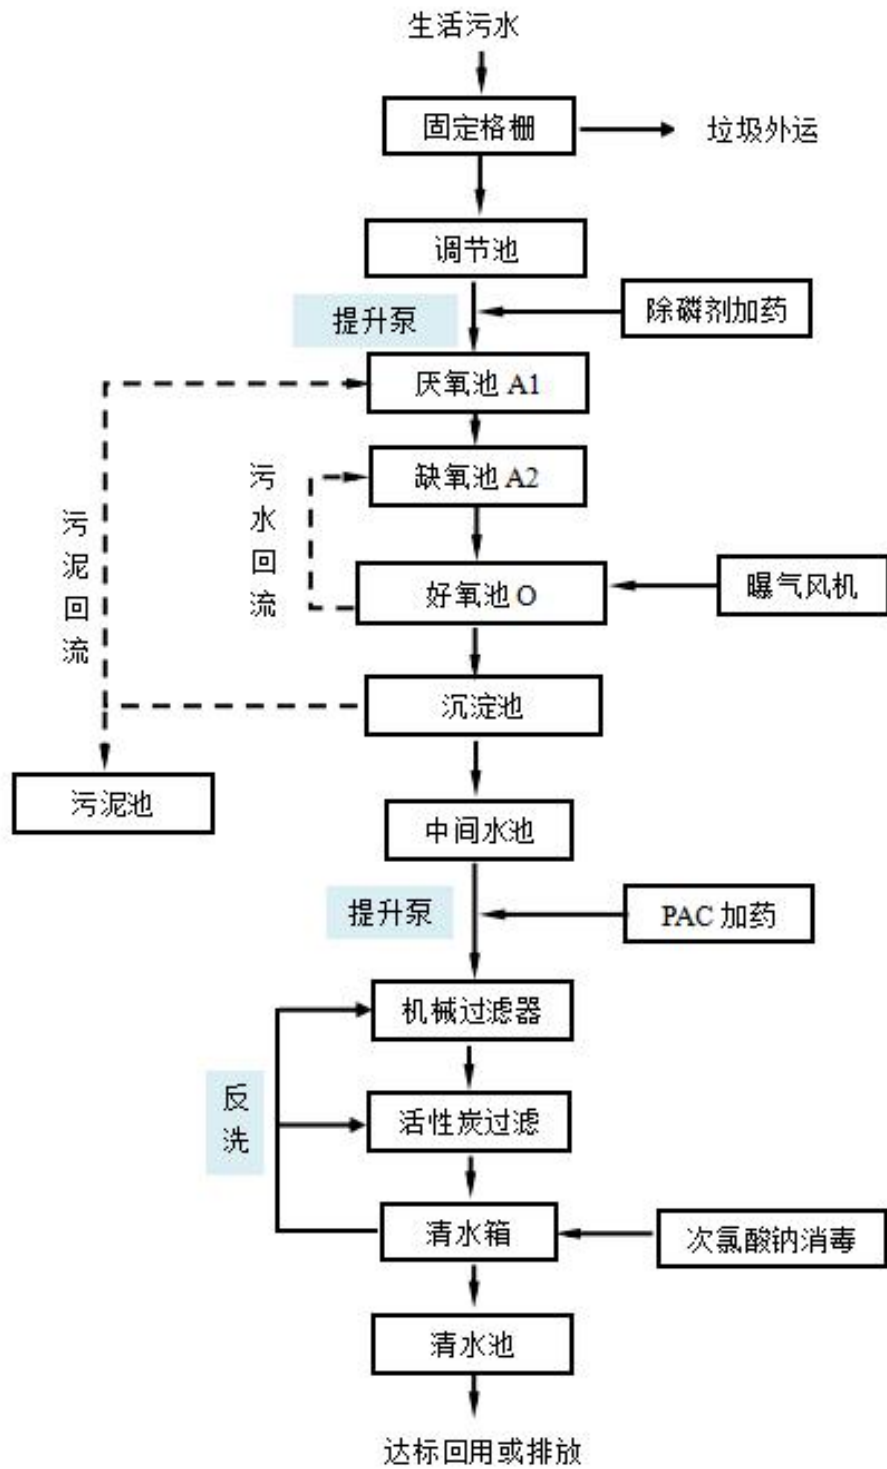 生活污水
固定格栅
垃圾外运
调节池
提升泵
除磷剂加药
厌氧池 A1
缺氧池 A2
污水回流
污泥回流
好氧池 O
曝气风机
沉淀池
污泥池
中间水池
提升泵
PAC 加药
机械过滤器
反洗
活性炭过滤
清水箱
次氯酸钠消毒
清水池
达标回用或排放